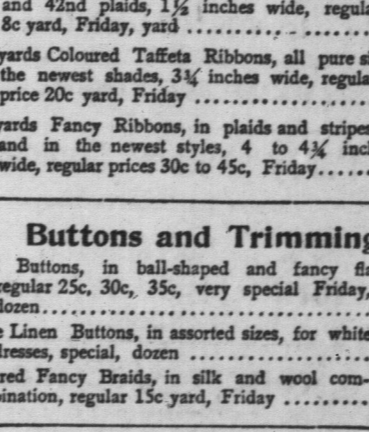 and 42nd plaids, 1½ inches wide, regula
8c yard, Friday, yard
yards Coloured Taffeta Ribbons, all pure s
the newest shades, 3¼ inches wide, regula
price 20c yard, Friday
yards Fancy Ribbons, in plaids and stripes
and in the newest styles, 4 to 4¾ inc
wide, regular prices 30c to 45c, Friday......
Buttons and Trimming
Buttons, in ball-shaped and fancy fl
regular 25c, 30c, 35c, very special Friday,
dozen
e Linen Buttons, in assorted sizes, for white
dresses, special, dozen
red Fancy Braids, in silk and wool com-
bination, regular 15c yard, Friday